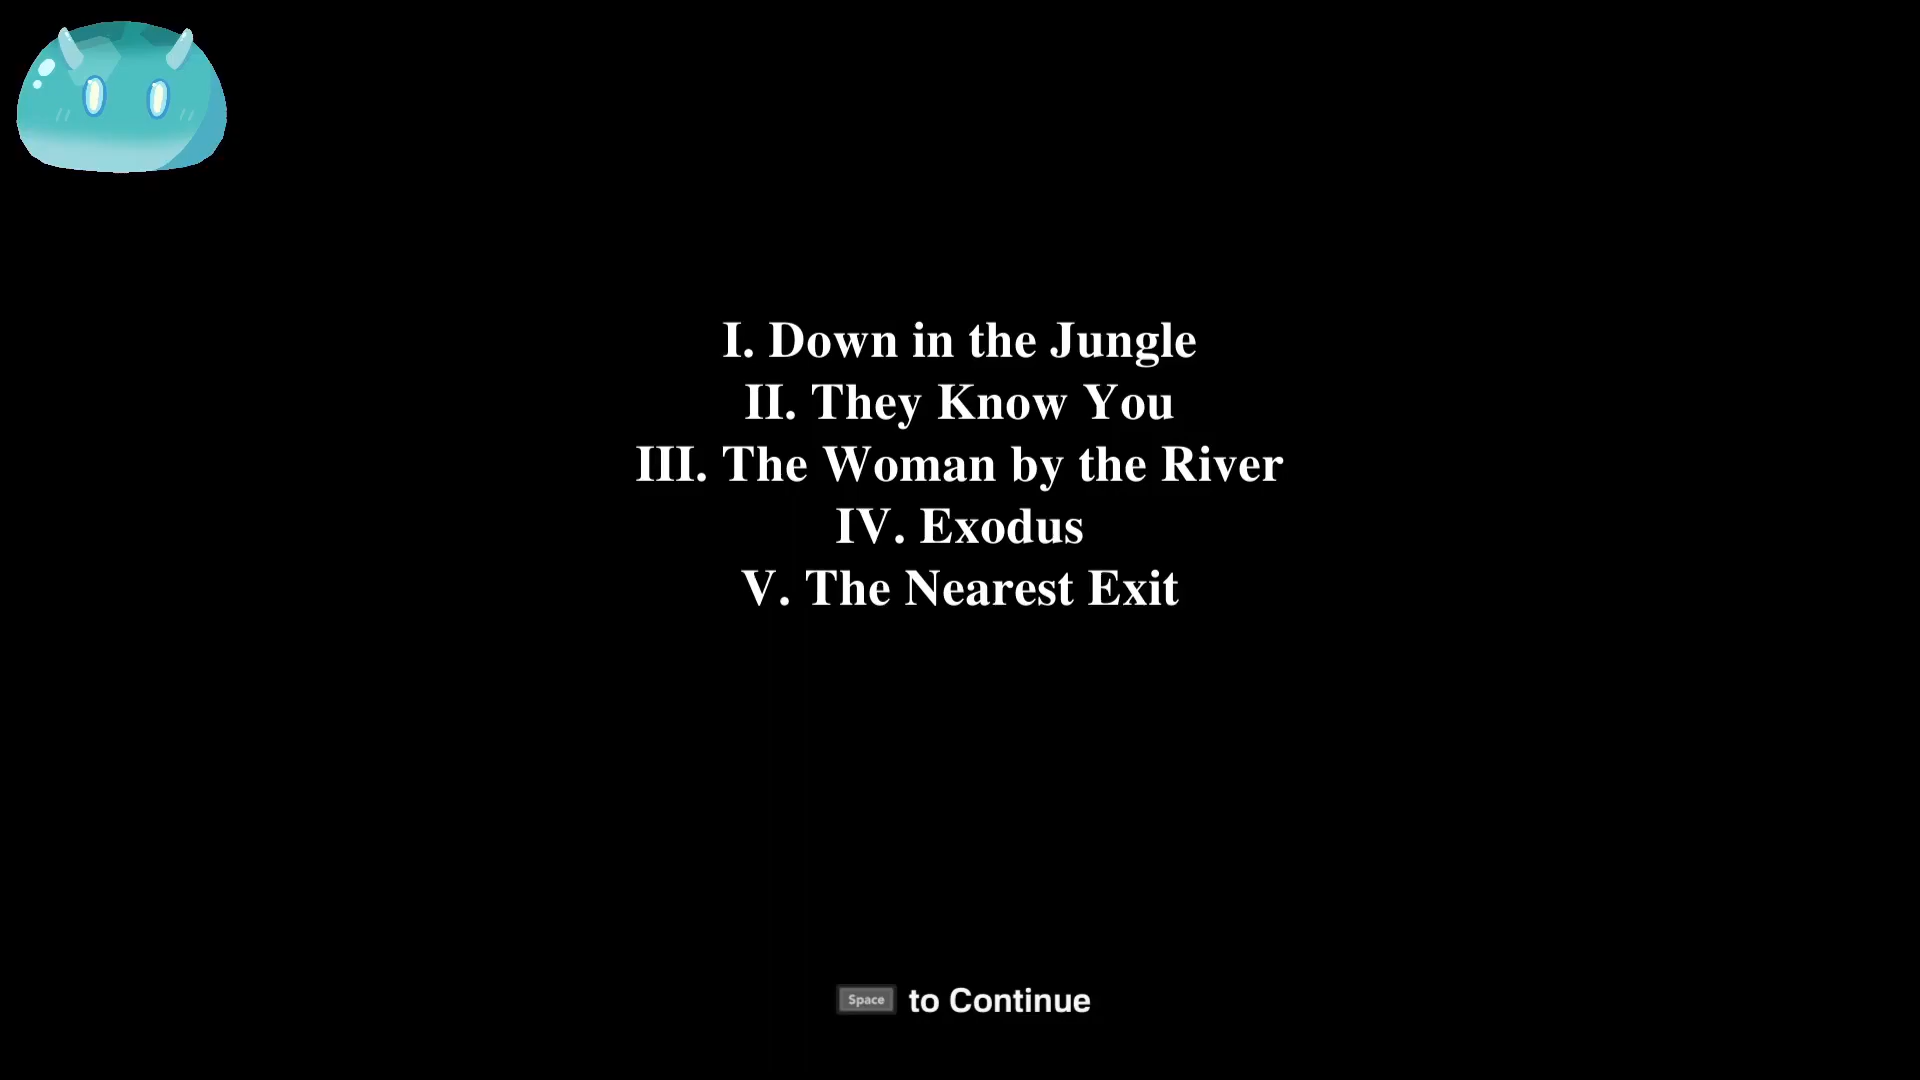 I. Down in the Jungle
II. They Know You
III. The Woman by the River
IV. Exodus
V. The Nearest Exit
Space to Continue